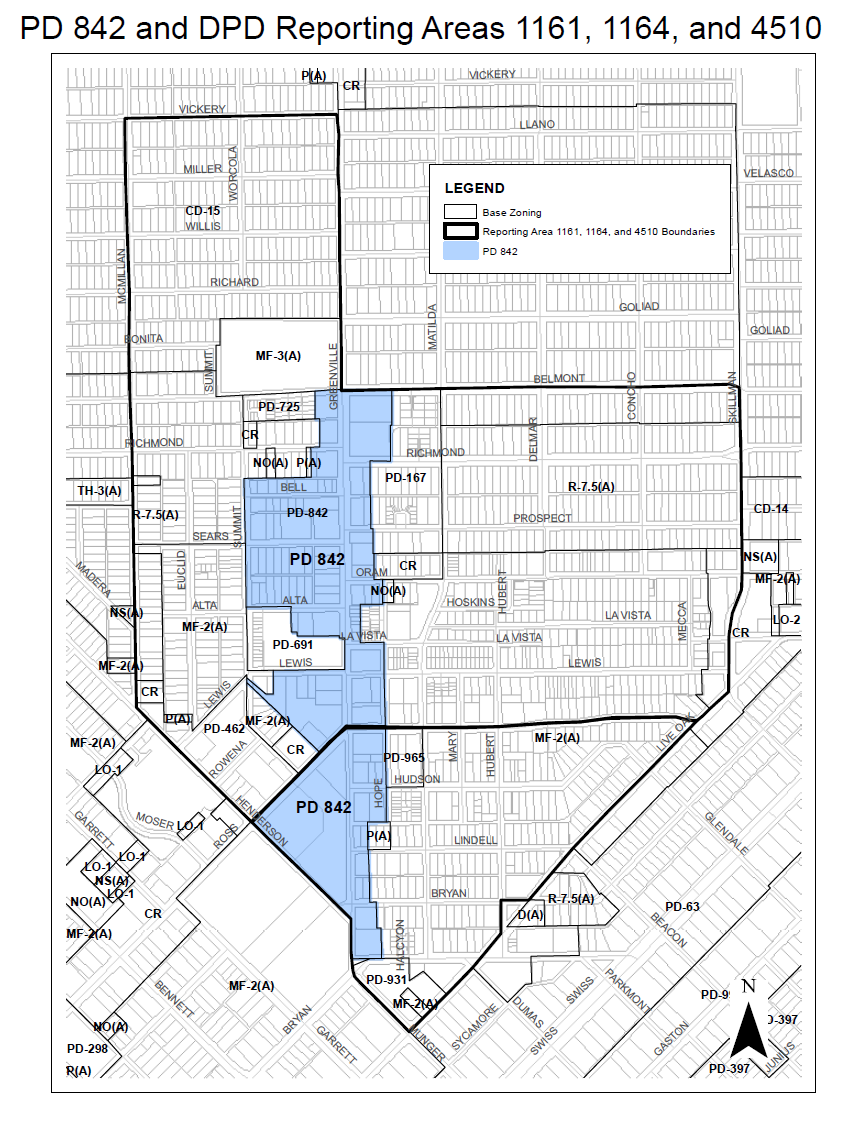 PD 842 and DPD Reporting Areas 1161, 1164, and 4510
VICKERY
P(A)
CR
VICKERY
LLANO
MILLER
WORCOLA
VELASCO
LEGEND
Base Zoning
Reporting Area 1161, 1164, and 4510 Boundaries
PD 842
CD-15
WILLIS
MCMILLAN
RICHARD
GOLIAD
MATILDA
GOLIAD
BONITA
SUMMIT
MF-3(A)
GREENVILLE
BELMONT
CONCHO
SKILLMAN
PD-725
CR
RICHMOND
RICHMOND
DELMAR
NO(A)
P(A)
PD-167
TH-3(A)
BELL
R-7.5(A)
R-7.5(A)
SUMMIT
PD-842
PROSPECT
CD-14
SEARS
PD 842
CR
NS(A)
MADERA
EUCLID
ORAM
HUBERT
MF-2(A)
NO(A)
ALTA
ALTA
HOSKINS
NS(A)
LA VISTA
LO-2
MF-2(A)
LA VISTA
LA VISTA
MECCA
CR
PD-691
LEWIS
LEWIS
MF-2(A)
CR
LEWIS
P(A)
PD-462
MF-2(A)
LIVE OAK
MF-2(A)
CR
MARY
HUBERT
MF-2(A)
ROWENA
PD-965
LO-1
HUDSON
HOPE
PD 842
HENDERSON
MOSER
LO-1
ROSS
GARRETT
P(A)
LINDELL
GLENDALE
LO-1
LO-1
NS(A)
LO-1
BRYAN
R-7.5(A)
NO(A)
CR
D(A)
PD-63
BEACON
MF-2(A)
HALCYON
PD-931
MF-2(A)
MF-2(A)
BENNETT
SWISS
PARKMONT
PD-9
N
BRYAN
SYCAMORE
DUMAS
NO(A)
GARRETT
MUNGER
SWISS
GASTON
D-397
PD-298
JUNIUS
P(A)
PD-397